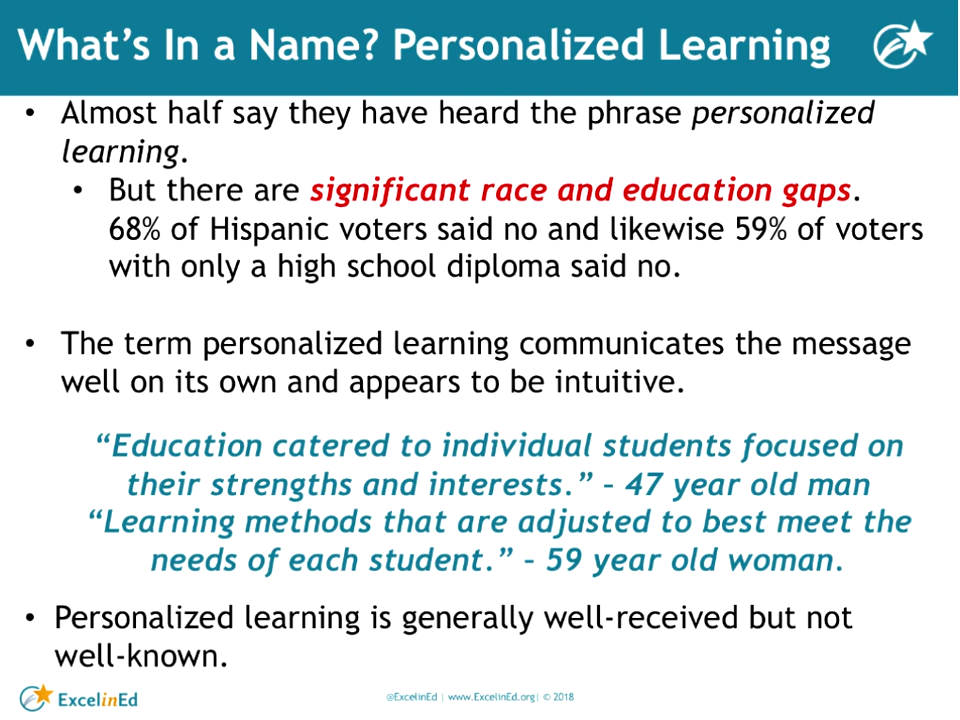 What's In a Name? Personalized Learning
• Almost half say they have heard the phrase personalized
learning.
• But there are significant race and education gaps.
68% of Hispanic voters said no and likewise 59% of voters
with only a high school diploma said no.
• The term personalized learning communicates the message
well on its own and appears to be intuitive.
“Education catered to individual students focused on
their strengths and interests.” – 47 year old man
“Learning methods that are adjusted to best meet the
needs of each student.” – 59 year old woman.
• Personalized learning is generally well-received but not
well-known.
ExcelinEd
@ExcelinEd | www.ExcelinEd.org| © 2018